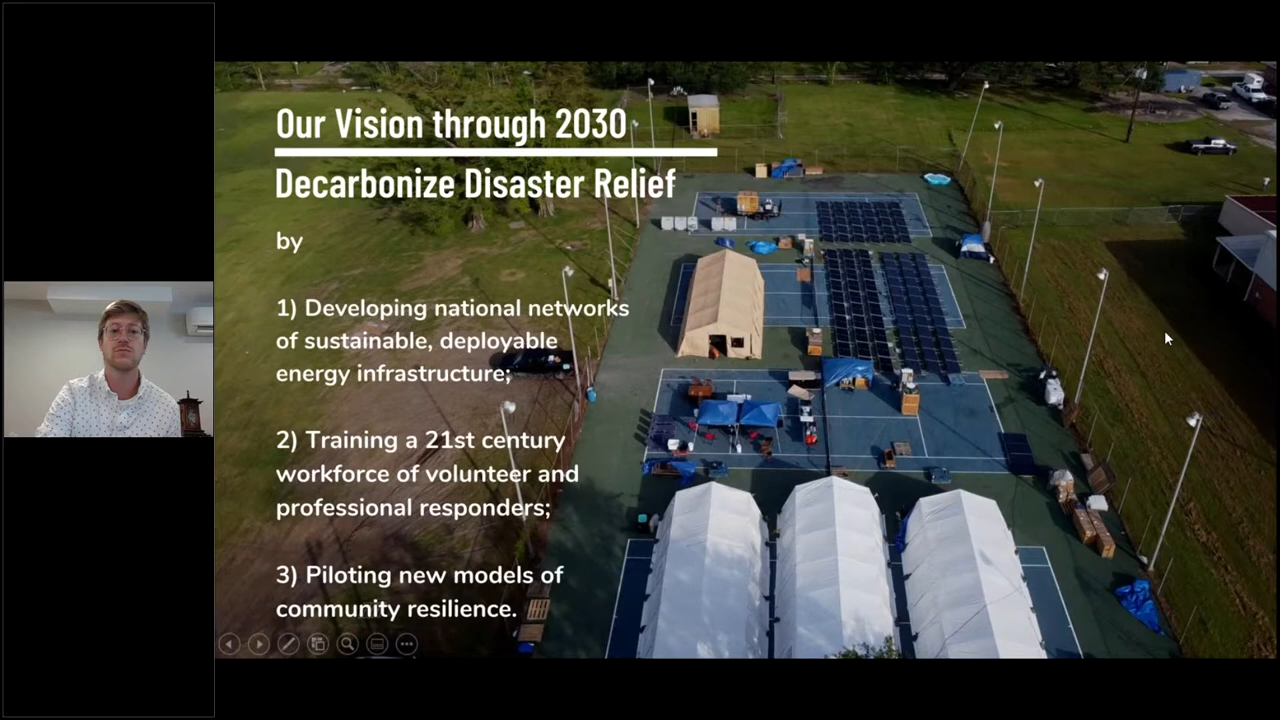 Our Vision through 2030
Decarbonize Disaster Relief
by
1) Developing national networks
of sustainable, deployable
energy infrastructure;
2) Training a 21st century
workforce of volunteer and
professional responders;
3) Piloting new models of
community resilience.